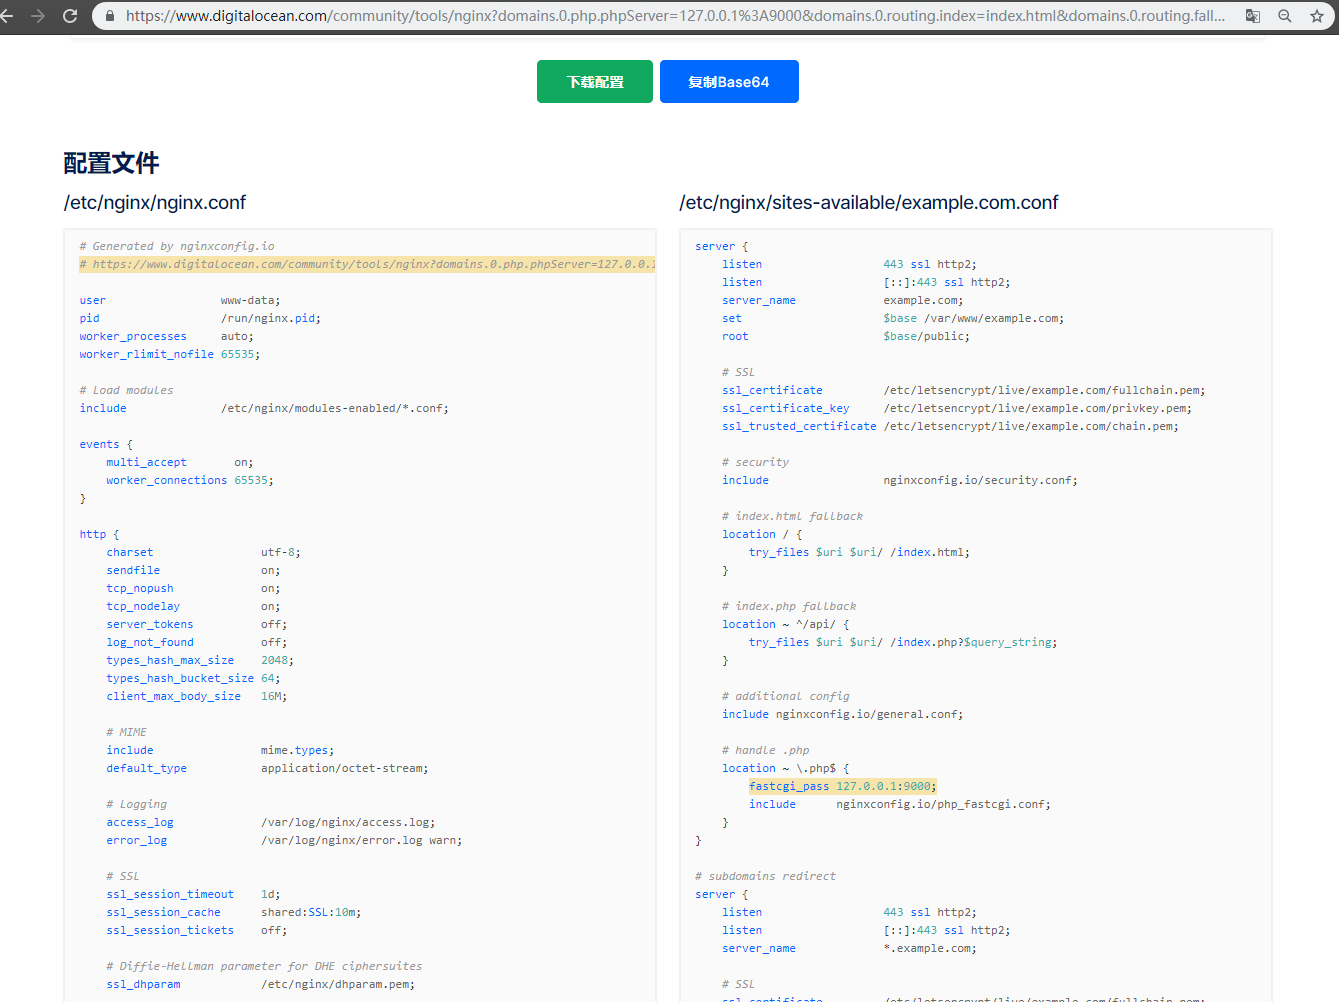 https://www.digitalocean.com/community/tools/nginx?domains.0.php.phpServer=127.0.0.1%3A9000&domains.0.routing.index=index.html&domains.0.routing.fall...
下载配置
复制Base64
配置文件
/etc/nginx/nginx.conf
# Generated by nginxconfig.io
# https://www.digitalocean.com/community/tools/nginx?domains.0.php.phpServer=127.0.0.1
user www-data;
pid /run/nginx.pid;
worker_processes auto;
worker_rlimit_nofile 65535;
# Load modules
include /etc/nginx/modules-enabled/*.conf;
events {
multi_accept on;
worker_connections 65535;
}
http {
charset utf-8;
sendfile on;
tcp_nopush on;
tcp_nodelay on;
server_tokens off;
log_not_found off;
types_hash_max_size 2048;
types_hash_bucket_size 64;
client_max_body_size 16M;
# MIME
include mime.types;
default_type application/octet-stream;
# Logging
access_log /var/log/nginx/access.log;
error_log /var/log/nginx/error.log warn;
# SSL
ssl_session_timeout 1d;
ssl_session_cache shared:SSL:10m;
ssl_session_tickets off;
# Diffie-Hellman parameter for DHE ciphersuites
ssl_dhparam /etc/nginx/dhparam.pem;
/etc/nginx/sites-available/example.com.conf
server {
listen 443 ssl http2;
listen [::]:443 ssl http2;
server_name example.com;
set $base /var/www/example.com;
root $base/public;
# SSL
ssl_certificate /etc/letsencrypt/live/example.com/fullchain.pem;
ssl_certificate_key /etc/letsencrypt/live/example.com/privkey.pem;
ssl_trusted_certificate /etc/letsencrypt/live/example.com/chain.pem;
# security
include nginxconfig.io/security.conf;
# index.html fallback
location / {
try_files $uri $uri/ /index.html;
}
# index.php fallback
location ~ ^/api/ {
try_files $uri $uri/ /index.php?$query_string;
}
# additional config
include nginxconfig.io/general.conf;
# handle .php
location ~ \.php$ {
fastcgi_pass 127.0.0.1:9000;
include nginxconfig.io/php_fastcgi.conf;
}
}
# subdomains redirect
server {
listen 443 ssl http2;
listen [::]:443 ssl http2;
server_name *.example.com;
# SSL
ssl_certificate /etc/letsencrypt/live/example.com/fullchain.pem;